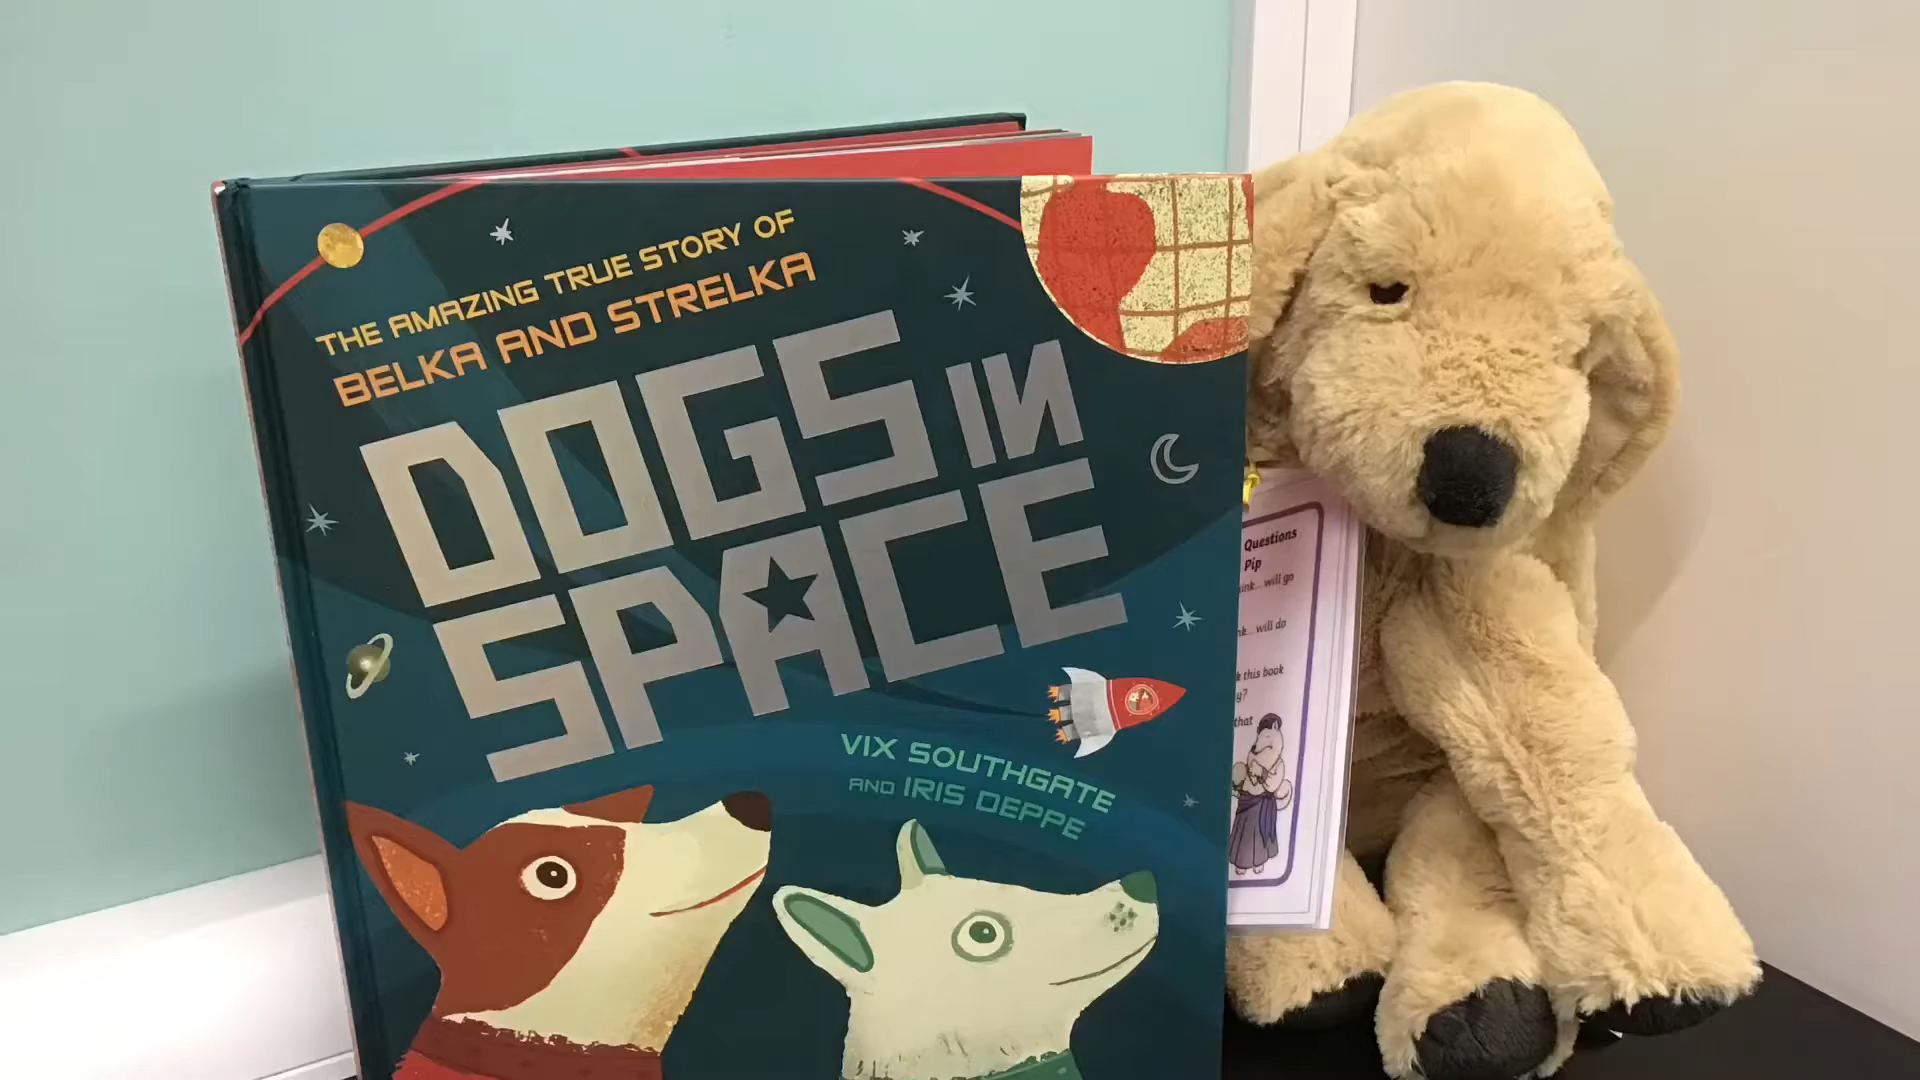 THE AMAZING TRUE STORY OF
BELKA AND STRELKA
DOGS IN
SPACE
VIX SOUTHGATE
AND IRIS DEPPE
Questions
Pip
will go
will do
this book
that